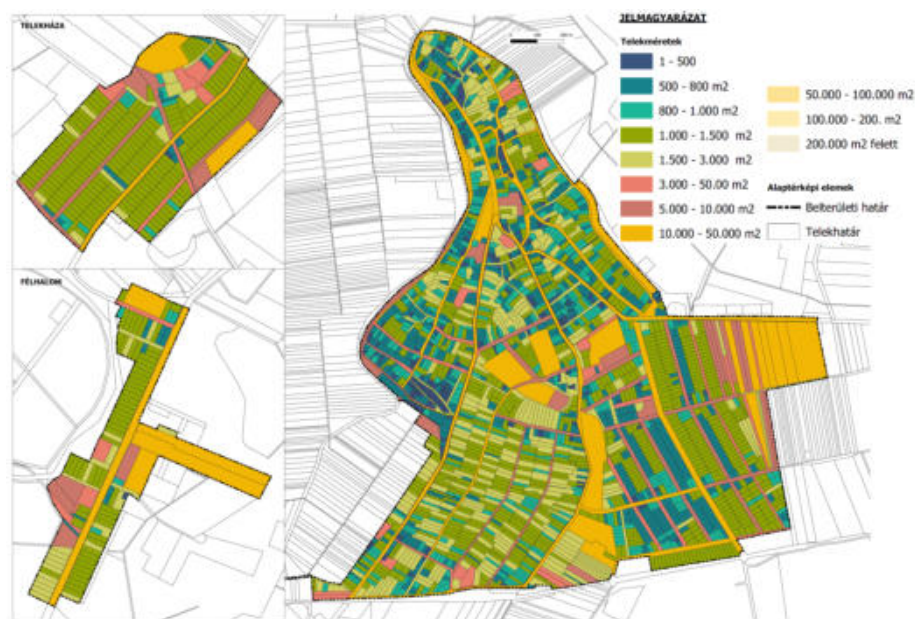 TELEKHÁZA
FÉLHALOM
JELMAGYARÁZAT
Telekméretek
1 - 500
500 - 800 m2
800 - 1.000 m2
1.000 - 1.500 m2
1.500 - 3.000 m2
3.000 - 50.00 m2
5.000 - 10.000 m2
10.000 - 50.000 m2
50.000 - 100.000 m2
100.000 - 200. m2
200.000 m2 felett
Alaptérképi elemek
Belterületi határ
Telekhatár